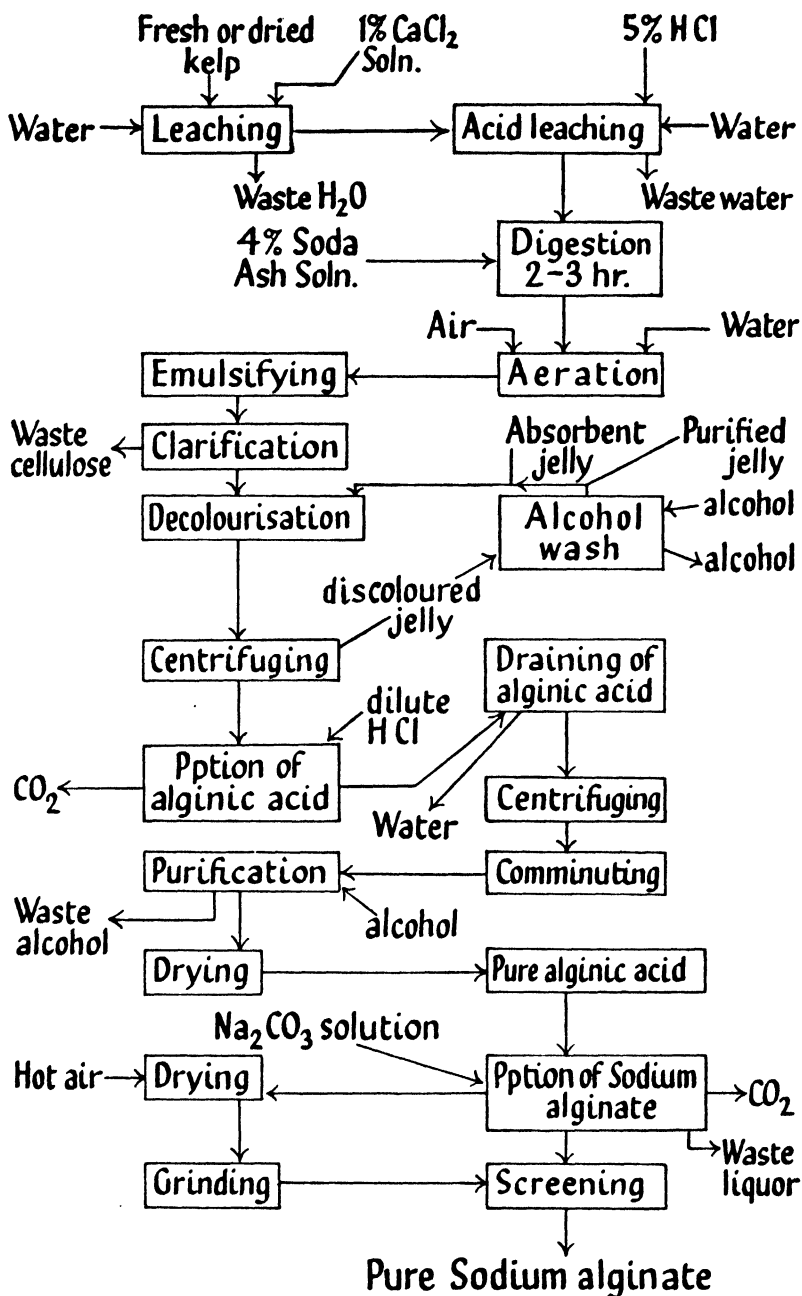 Fresh or dried
kelp
1% CaCl₂
Soln.
5% HCl
Water
Leaching
Acid leaching
Water
Waste H₂O
Waste water
4% Soda
Ash Soln.
Digestion
2-3 hr.
Air
Water
Emulsifying
Aeration
Waste
cellulose
Clarification
Absorbent
jelly
Purified
jelly
Decolourisation
Alcohol
wash
alcohol
alcohol
discoloured
jelly
Centrifuging
Draining of
alginic acid
dilute
HCl
CO₂
Pption of
alginic acid
Water
Centrifuging
Purification
Comminuting
Waste
alcohol
alcohol
Drying
Pure alginic acid
Na₂CO₃ solution
Hot air
Drying
Pption of Sodium
alginate
CO₂
Waste
liquor
Grinding
Screening
Pure Sodium alginate